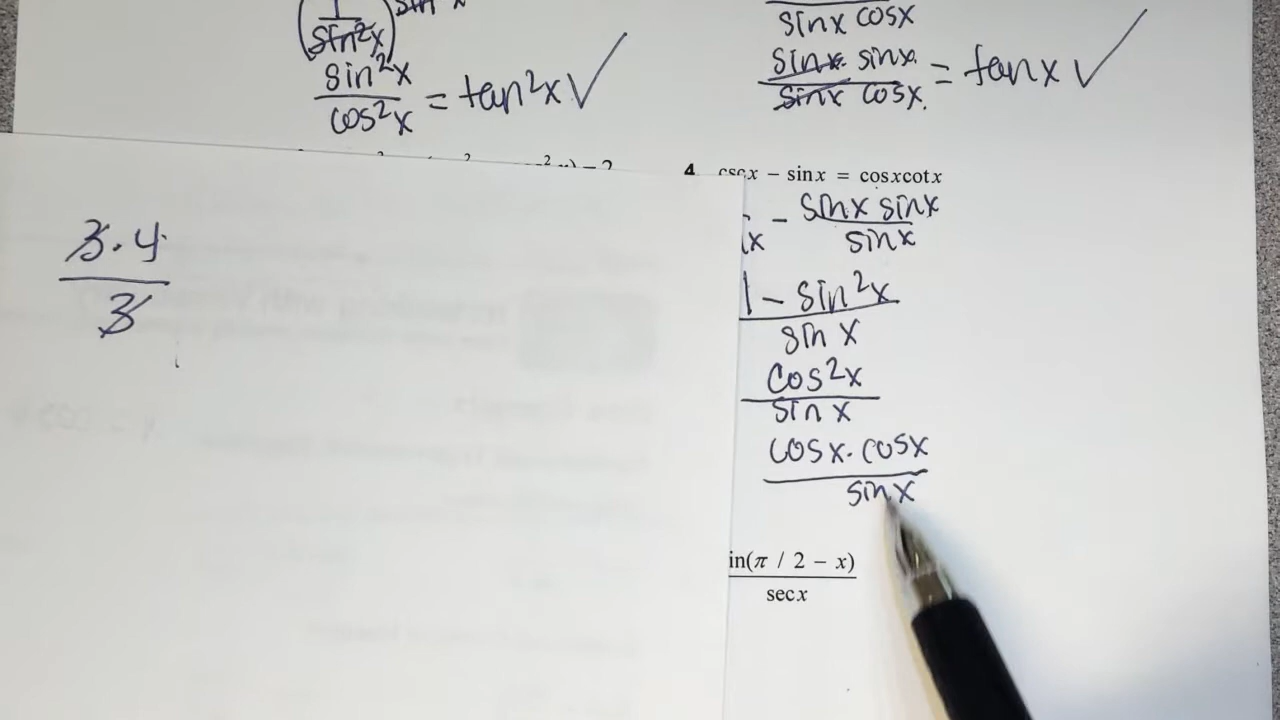 sin²x
sin²x / cos²x = tan²x ✓
sinx cosx
sinx · sinx / sinx cosx = tanx ✓
4. cscx − sinx = cosxcotx
3 · 4 / 3
x − sinx sinx / sinx
1 − sin²x / sin x
cos²x / sin x
cosx · cosx / sinx
in(π / 2 − x) / secx